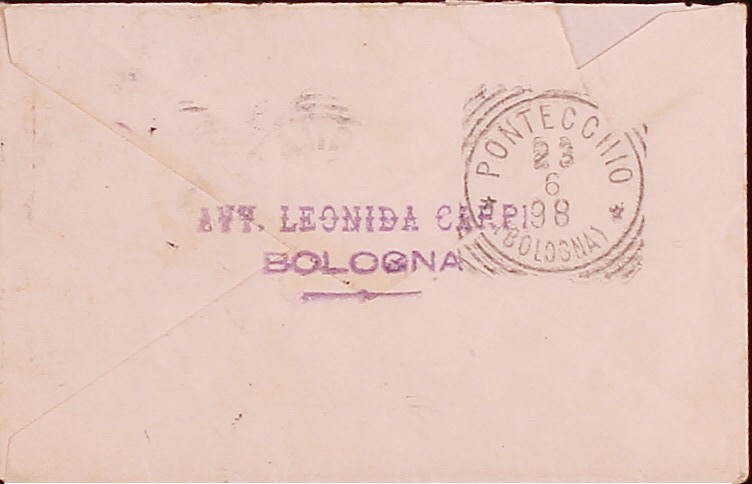 PONTECCHIO
23
6
98
(BOLOGNA)
AVV. LEONIDA CARPI
BOLOGNA